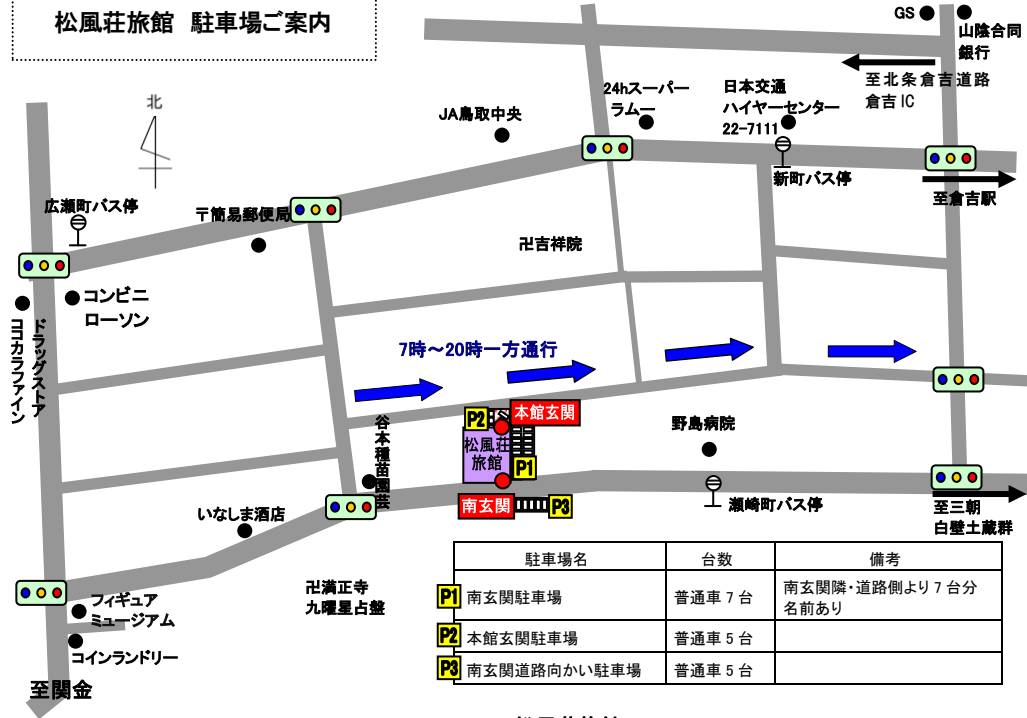 松風荘旅館 駐車場ご案内
GS
山陰合同
銀行
至北条倉吉道路
倉吉IC
北
24hスーパー
ラムー
日本交通
ハイヤーセンター
22-7111
JA鳥取中央
新町バス停
至倉吉駅
広瀬町バス停
〒簡易郵便局
卍吉祥院
コンビニ
ローソン
ドラッグストア
ココカラファイン
7時～20時一方通行
谷本種苗園芸
P2
本館玄関
松風荘
旅館
P1
野島病院
南玄関
P3
瀬崎町バス停
至三朝
白壁土蔵群
いなしま酒店
卍満正寺
九曜星占盤
フィギュア
ミュージアム
コインランドリー
至関金
駐車場名 台数 備考
P1 南玄関駐車場 普通車7台 南玄関隣・道路側より7台分
名前あり
P2 本館玄関駐車場 普通車5台
P3 南玄関道路向かい駐車場 普通車5台